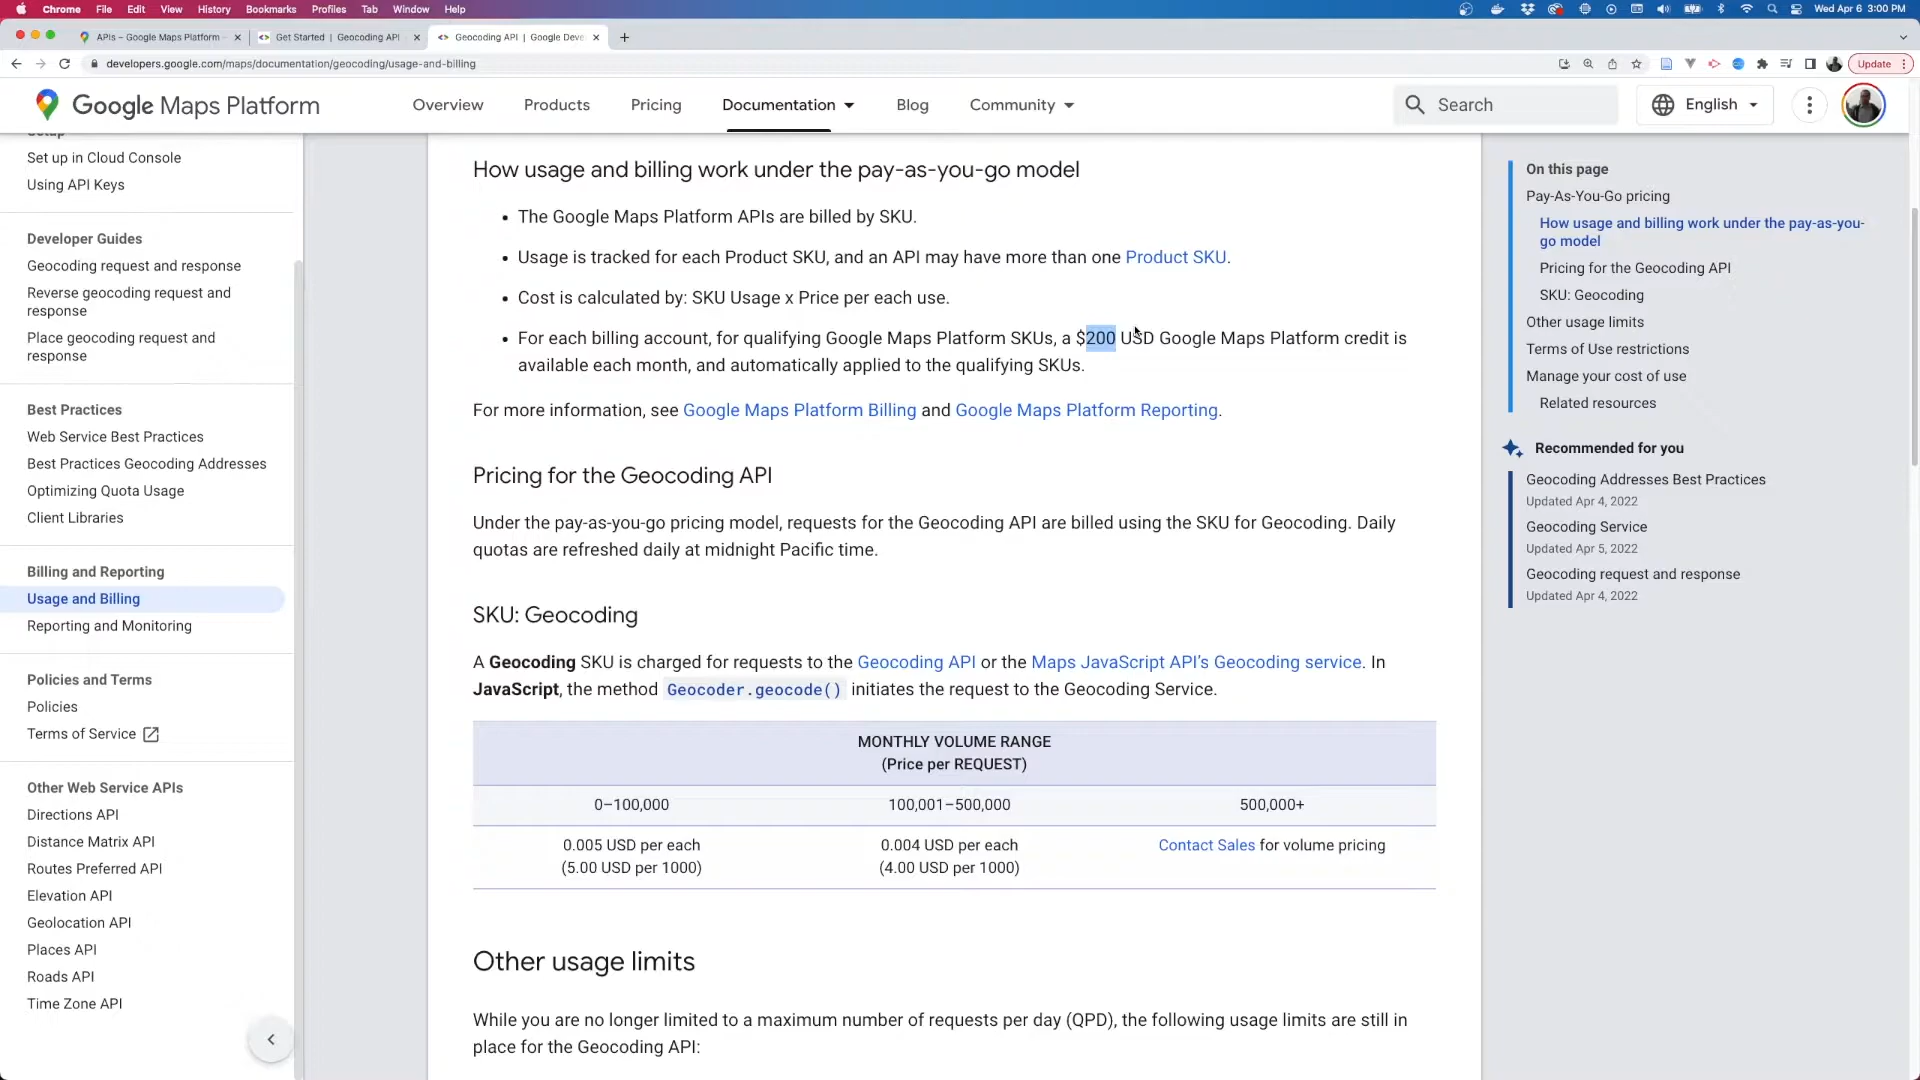 Chrome File Edit View History Bookmarks Profiles Tab Window Help
Wed Apr 6 3:00 PM
APIs – Google Maps Platform
Get Started | Geocoding API
Geocoding API | Google Deve
developers.google.com/maps/documentation/geocoding/usage-and-billing
Update
Google Maps Platform
Overview Products Pricing Documentation Blog Community
Search
English
Setup
Set up in Cloud Console
Using API Keys
Developer Guides
Geocoding request and response
Reverse geocoding request and
response
Place geocoding request and
response
Best Practices
Web Service Best Practices
Best Practices Geocoding Addresses
Optimizing Quota Usage
Client Libraries
Billing and Reporting
Usage and Billing
Reporting and Monitoring
Policies and Terms
Policies
Terms of Service
Other Web Service APIs
Directions API
Distance Matrix API
Routes Preferred API
Elevation API
Geolocation API
Places API
Roads API
Time Zone API
How usage and billing work under the pay-as-you-go model
• The Google Maps Platform APIs are billed by SKU.
• Usage is tracked for each Product SKU, and an API may have more than one Product SKU.
• Cost is calculated by: SKU Usage x Price per each use.
• For each billing account, for qualifying Google Maps Platform SKUs, a $200 USD Google Maps Platform credit is
available each month, and automatically applied to the qualifying SKUs.
For more information, see Google Maps Platform Billing and Google Maps Platform Reporting.
Pricing for the Geocoding API
Under the pay-as-you-go pricing model, requests for the Geocoding API are billed using the SKU for Geocoding. Daily
quotas are refreshed daily at midnight Pacific time.
SKU: Geocoding
A Geocoding SKU is charged for requests to the Geocoding API or the Maps JavaScript API's Geocoding service. In
JavaScript, the method Geocoder.geocode() initiates the request to the Geocoding Service.
MONTHLY VOLUME RANGE
(Price per REQUEST)
0–100,000 100,001–500,000 500,000+
0.005 USD per each 0.004 USD per each Contact Sales for volume pricing
(5.00 USD per 1000) (4.00 USD per 1000)
Other usage limits
While you are no longer limited to a maximum number of requests per day (QPD), the following usage limits are still in
place for the Geocoding API:
On this page
Pay-As-You-Go pricing
How usage and billing work under the pay-as-you-
go model
Pricing for the Geocoding API
SKU: Geocoding
Other usage limits
Terms of Use restrictions
Manage your cost of use
Related resources
Recommended for you
Geocoding Addresses Best Practices
Updated Apr 4, 2022
Geocoding Service
Updated Apr 5, 2022
Geocoding request and response
Updated Apr 4, 2022